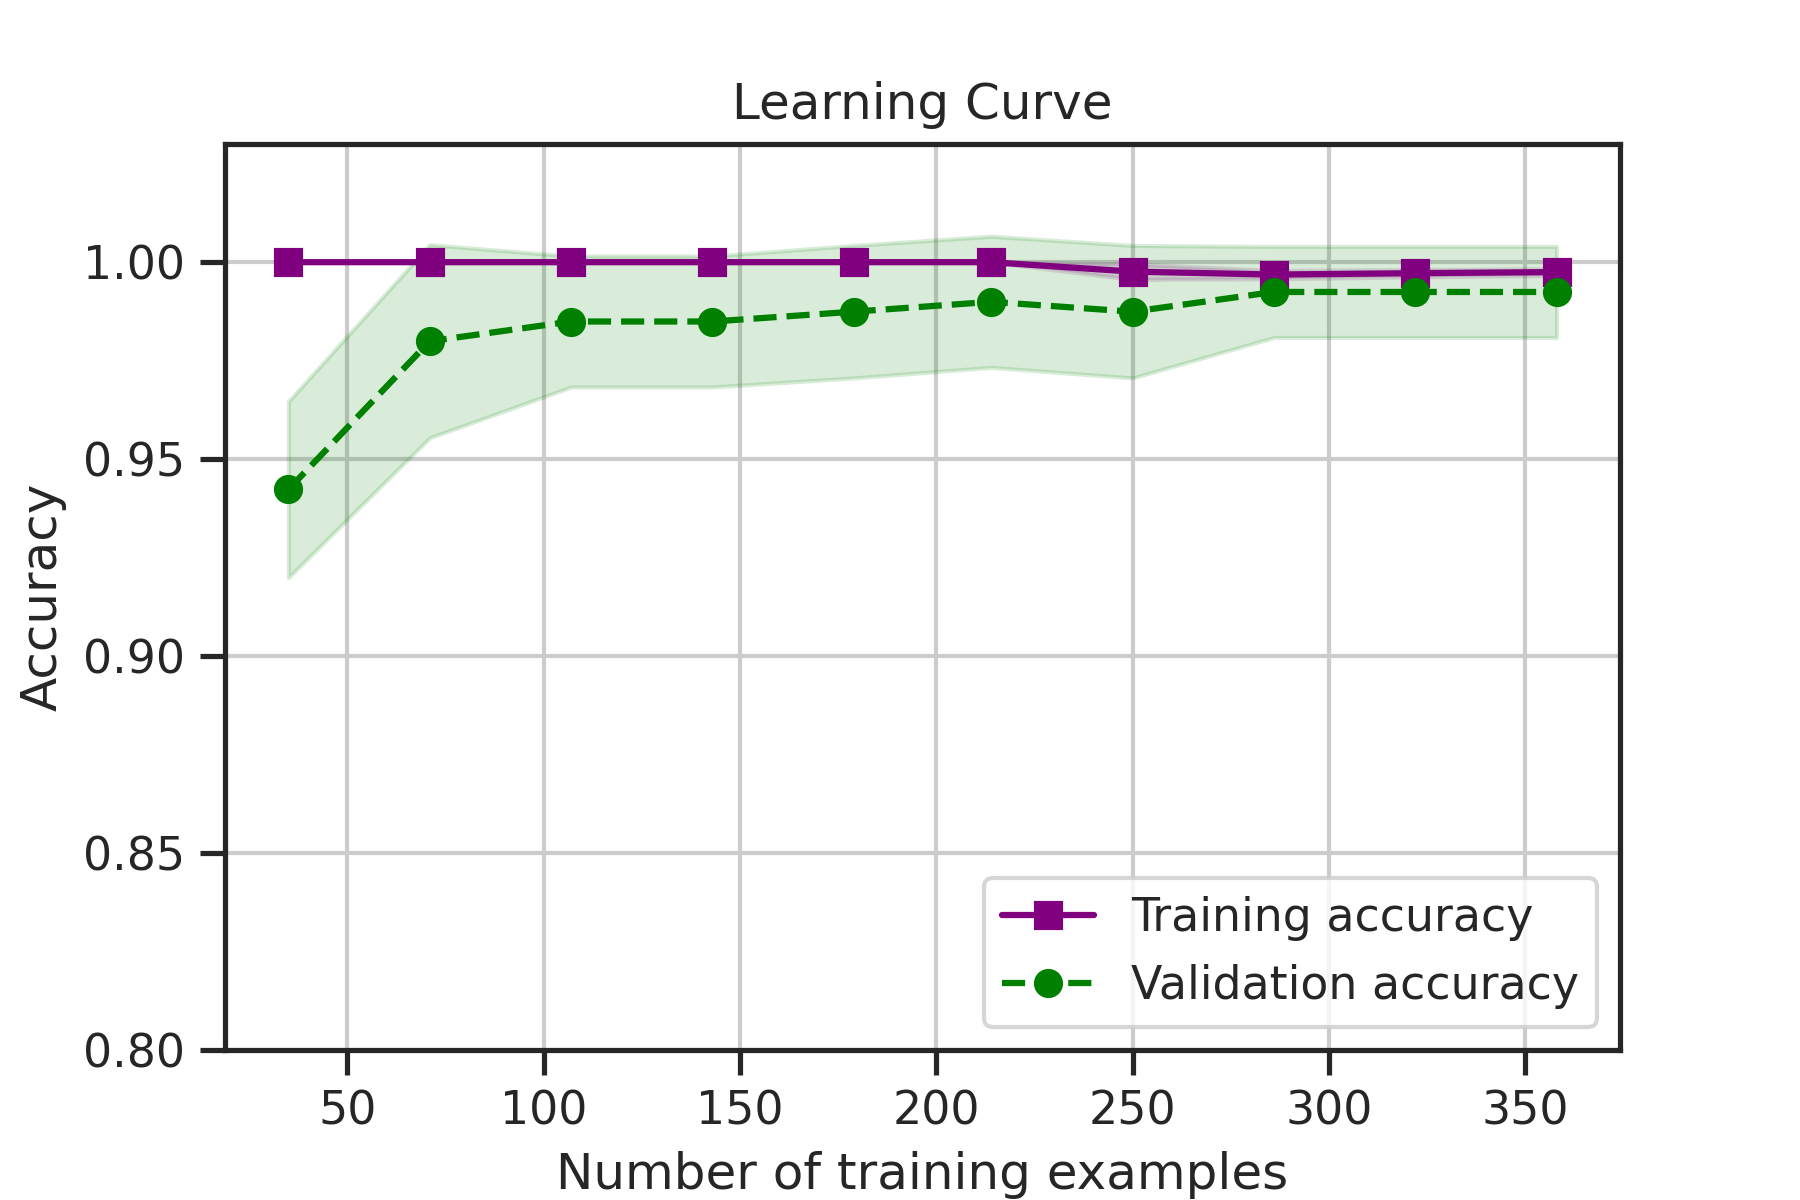 Learning Curve
1.00
0.95
0.90
0.85
0.80
Accuracy
Training accuracy
Validation accuracy
50 100 150 200 250 300 350
Number of training examples